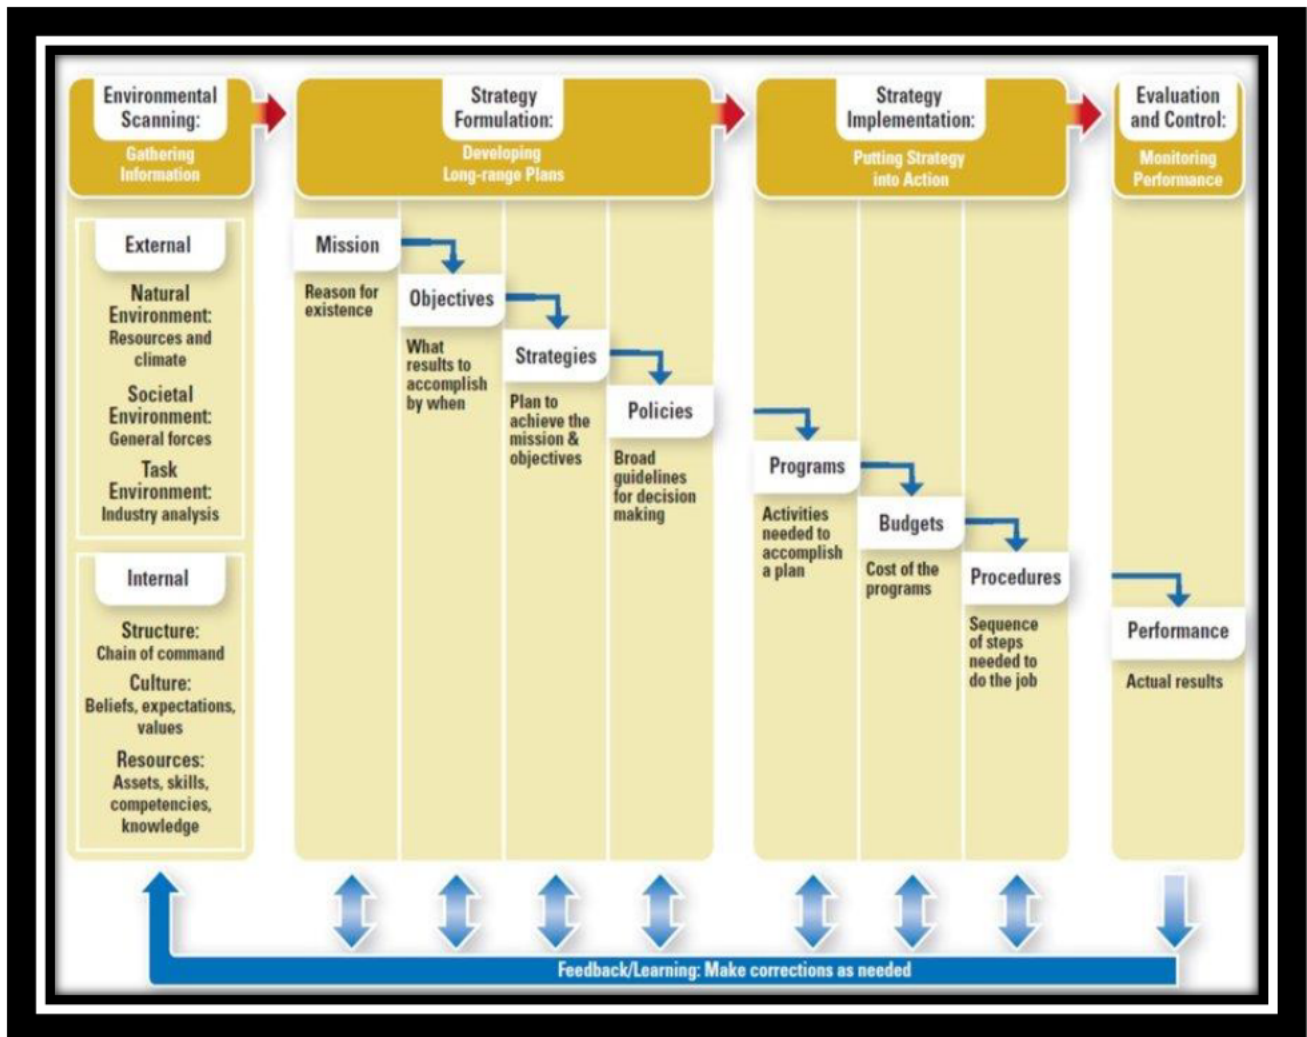 Environmental
Scanning:
Gathering
Information
Strategy
Formulation:
Developing
Long-range Plans
Strategy
Implementation:
Putting Strategy
into Action
Evaluation
and Control:
Monitoring
Performance
External
Natural
Environment:
Resources and
climate
Societal
Environment:
General forces
Task
Environment:
Industry analysis
Internal
Structure:
Chain of command
Culture:
Beliefs, expectations,
values
Resources:
Assets, skills,
competencies,
knowledge
Mission
Reason for
existence
Objectives
What
results to
accomplish
by when
Strategies
Plan to
achieve the
mission &
objectives
Policies
Broad
guidelines
for decision
making
Programs
Activities
needed to
accomplish
a plan
Budgets
Cost of the
programs
Procedures
Sequence
of steps
needed to
do the job
Performance
Actual results
Feedback/Learning: Make corrections as needed